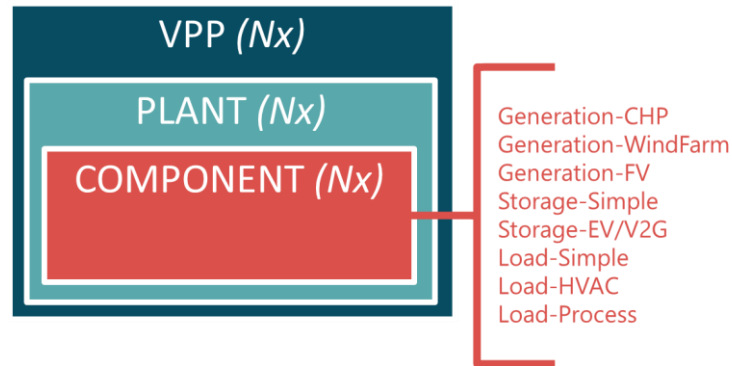 VPP (Nx)
PLANT (Nx)
COMPONENT (Nx)
Generation-CHP
Generation-WindFarm
Generation-FV
Storage-Simple
Storage-EV/V2G
Load-Simple
Load-HVAC
Load-Process